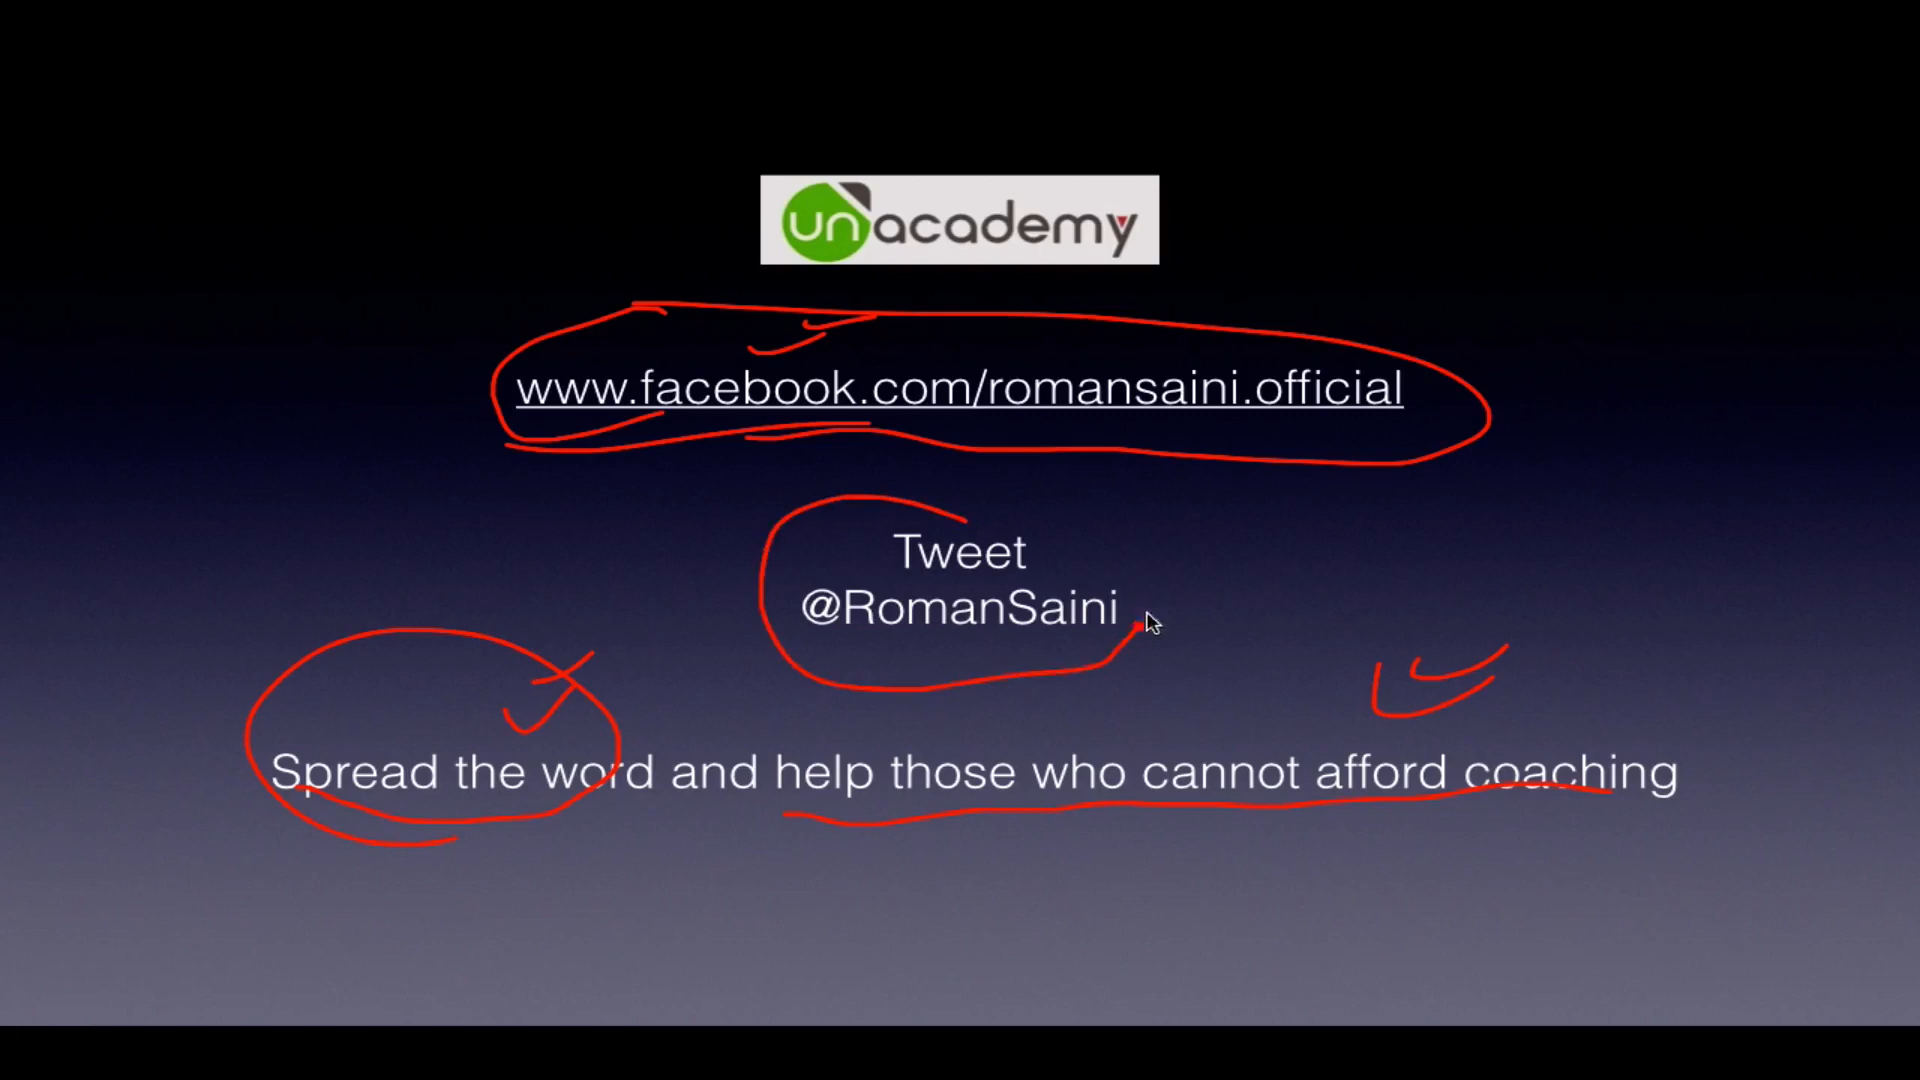 unacademy
www.facebook.com/romansaini.official
Tweet
@RomanSaini
Spread the word and help those who cannot afford coaching